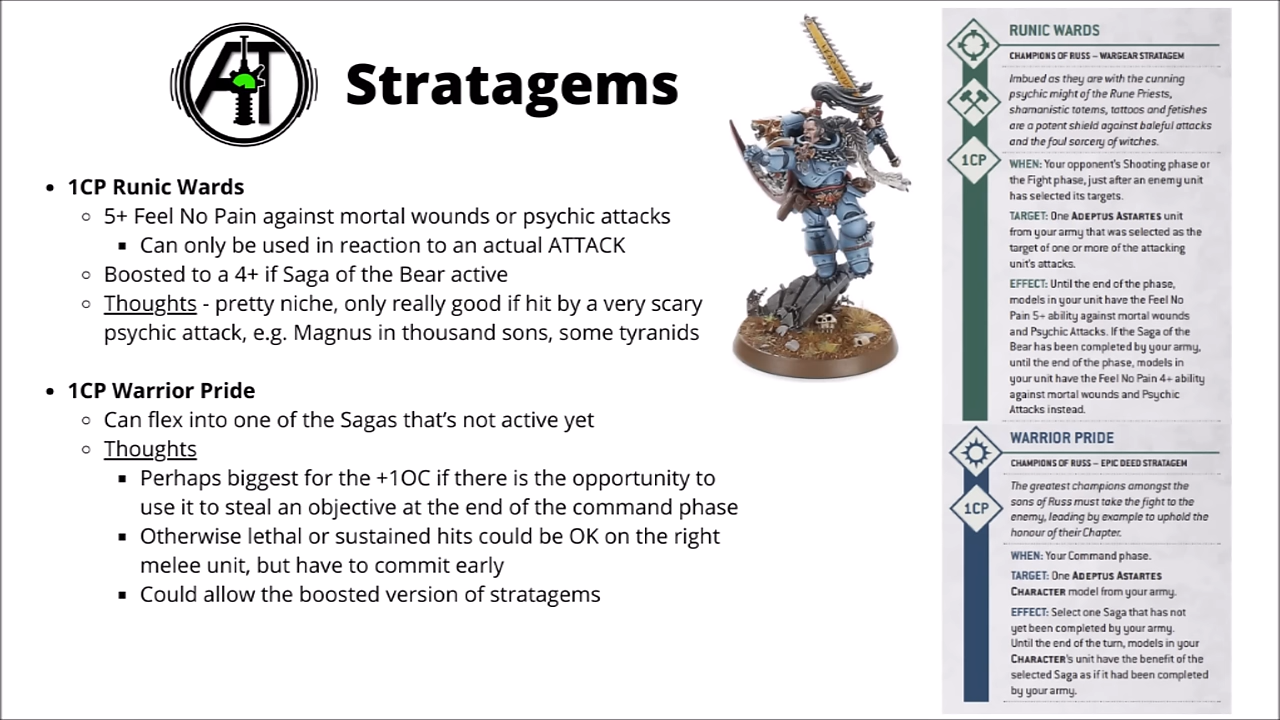 AT
Stratagems
• 1CP Runic Wards
○ 5+ Feel No Pain against mortal wounds or psychic attacks
▪ Can only be used in reaction to an actual ATTACK
○ Boosted to a 4+ if Saga of the Bear active
○ Thoughts - pretty niche, only really good if hit by a very scary
psychic attack, e.g. Magnus in thousand sons, some tyranids
• 1CP Warrior Pride
○ Can flex into one of the Sagas that’s not active yet
○ Thoughts
▪ Perhaps biggest for the +1OC if there is the opportunity to
use it to steal an objective at the end of the command phase
▪ Otherwise lethal or sustained hits could be OK on the right
melee unit, but have to commit early
▪ Could allow the boosted version of stratagems
RUNIC WARDS
CHAMPIONS OF RUSS – WARGEAR STRATAGEM
Imbued as they are with the cunning
psychic might of the Rune Priests,
shamanistic totems, tattoos and fetishes
are a potent shield against baleful attacks
and the foul sorcery of witches.
1CP
WHEN: Your opponent's Shooting phase or
the Fight phase, just after an enemy unit
has selected its targets.
TARGET: One ADEPTUS ASTARTES unit
from your army that was selected as the
target of one or more of the attacking
unit's attacks.
EFFECT: Until the end of the phase,
models in your unit have the Feel No
Pain 5+ ability against mortal wounds
and Psychic Attacks. If the Saga of the
Bear has been completed by your army,
until the end of the phase, models in
your unit have the Feel No Pain 4+ ability
against mortal wounds and Psychic
Attacks instead.
WARRIOR PRIDE
CHAMPIONS OF RUSS – EPIC DEED STRATAGEM
The greatest champions amongst the
sons of Russ must take the fight to the
enemy, leading by example to uphold the
honour of their Chapter.
1CP
WHEN: Your Command phase.
TARGET: One ADEPTUS ASTARTES
CHARACTER model from your army.
EFFECT: Select one Saga that has not
yet been completed by your army.
Until the end of the turn, models in your
CHARACTER's unit have the benefit of the
selected Saga as if it had been completed
by your army.